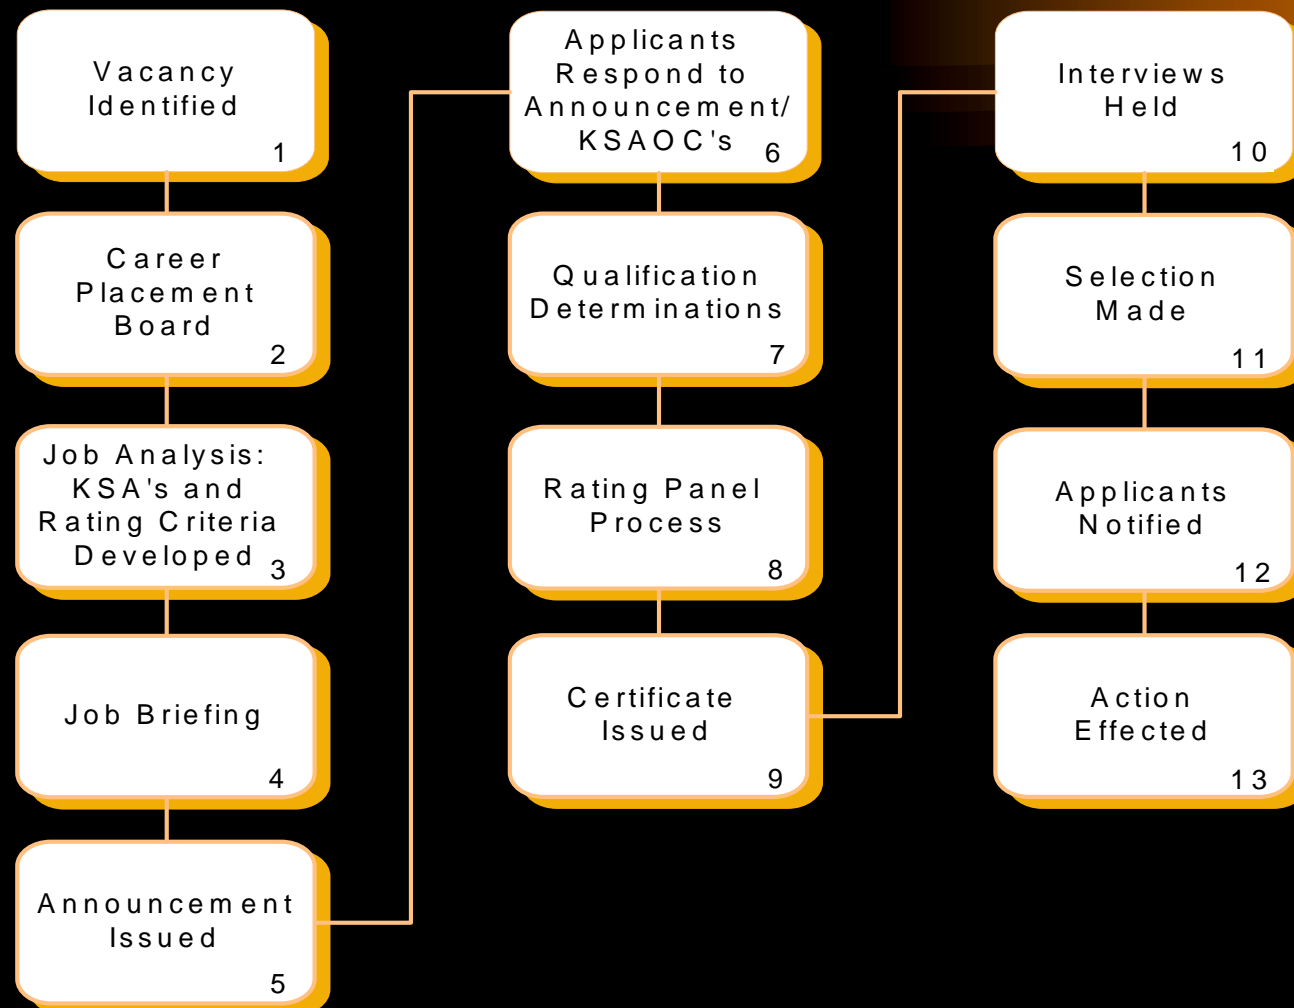 Vacancy
Identified
1
Career
Placement
Board
2
Job Analysis:
KSA's and
Rating Criteria
Developed
3
Job Briefing
4
Announcement
Issued
5
Applicants
Respond to
Announcement/
KSAOC's
6
Qualification
Determinations
7
Rating Panel
Process
8
Certificate
Issued
9
Interviews
Held
10
Selection
Made
11
Applicants
Notified
12
Action
Effected
13